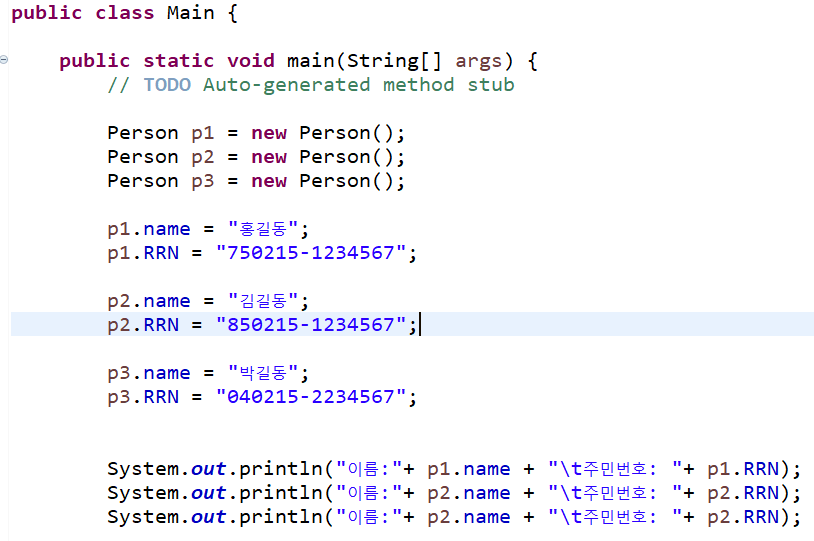 public class Main {
public static void main(String[] args) {
// TODO Auto-generated method stub
Person p1 = new Person();
Person p2 = new Person();
Person p3 = new Person();
p1.name = "홍길동";
p1.RRN = "750215-1234567";
p2.name = "김길동";
p2.RRN = "850215-1234567";
p3.name = "박길동";
p3.RRN = "040215-2234567";
System.out.println("이름:"+ p1.name + "\t주민번호: "+ p1.RRN);
System.out.println("이름:"+ p2.name + "\t주민번호: "+ p2.RRN);
System.out.println("이름:"+ p2.name + "\t주민번호: "+ p2.RRN);